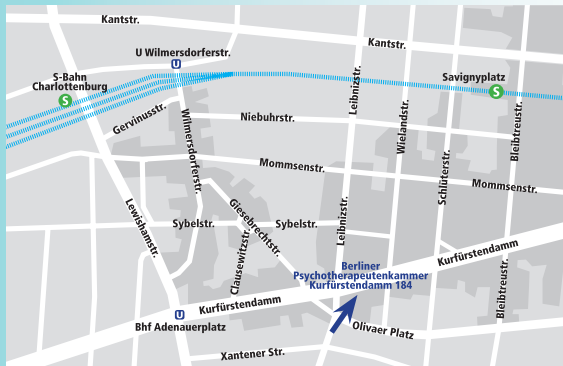 Kantstr.
Kantstr.
U Wilmersdorferstr.
U
S-Bahn
Charlottenburg
S
Savignyplatz
S
Leibnizstr.
Gervinusstr.
Wilmersdorferstr.
Niebuhrstr.
Wielandstr.
Schlüterstr.
Bleibtreustr.
Mommsenstr.
Mommsenstr.
Lewishamstr.
Sybelstr.
Giesebrechtstr.
Sybelstr.
Leibnizstr.
Clausewitzstr.
Kurfürstendamm
Berliner
Psychotherapeutenkammer
Kurfürstendamm 184
Bleibtreustr.
Kurfürstendamm
U
Bhf Adenauerplatz
Olivaer Platz
Xantener Str.